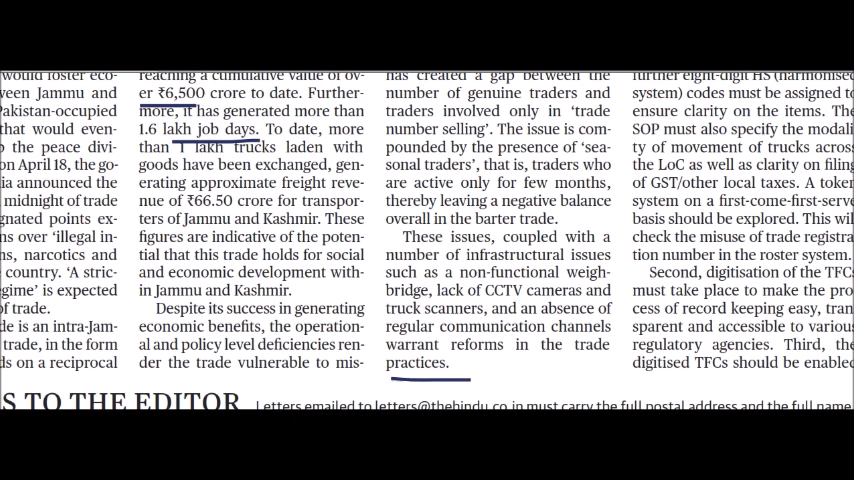 would foster eco-
ween Jammu and
Pakistan-occupied
that would even-
p the peace divi-
on April 18, the go-
ia announced the
midnight of trade
gnated points ex-
ns over 'illegal in-
ns, narcotics and
country. 'A strict-
egime' is expected
of trade.
de is an intra-Jam-
trade, in the form
ds on a reciprocal
reaching a cumulative value of ov-
er ₹6,500 crore to date. Further-
more, it has generated more than
1.6 lakh job days. To date, more
than 1 lakh trucks laden with
goods have been exchanged, gen-
erating approximate freight reve-
nue of ₹66.50 crore for transpor-
ters of Jammu and Kashmir. These
figures are indicative of the poten-
tial that this trade holds for social
and economic development with-
in Jammu and Kashmir.
Despite its success in generating
economic benefits, the operation-
al and policy level deficiencies ren-
der the trade vulnerable to mis-
has created a gap between the
number of genuine traders and
traders involved only in 'trade
number selling'. The issue is com-
pounded by the presence of 'sea-
sonal traders', that is, traders who
are active only for few months,
thereby leaving a negative balance
overall in the barter trade.
These issues, coupled with a
number of infrastructural issues
such as a non-functional weigh-
bridge, lack of CCTV cameras and
truck scanners, and an absence of
regular communication channels
warrant reforms in the trade
practices.
further eight-digit HS (harmonised
system) codes must be assigned to
ensure clarity on the items. The
SOP must also specify the modali
ty of movement of trucks across
the LoC as well as clarity on filing
of GST/other local taxes. A token
system on a first-come-first-serve
basis should be explored. This will
check the misuse of trade registra
tion number in the roster system.
Second, digitisation of the TFCs
must take place to make the pro
cess of record keeping easy, tran
sparent and accessible to various
regulatory agencies. Third, the
digitised TFCs should be enabled
S TO THE EDITOR Letters emailed to letters@thehindu.co.in must carry the full postal address and the full name